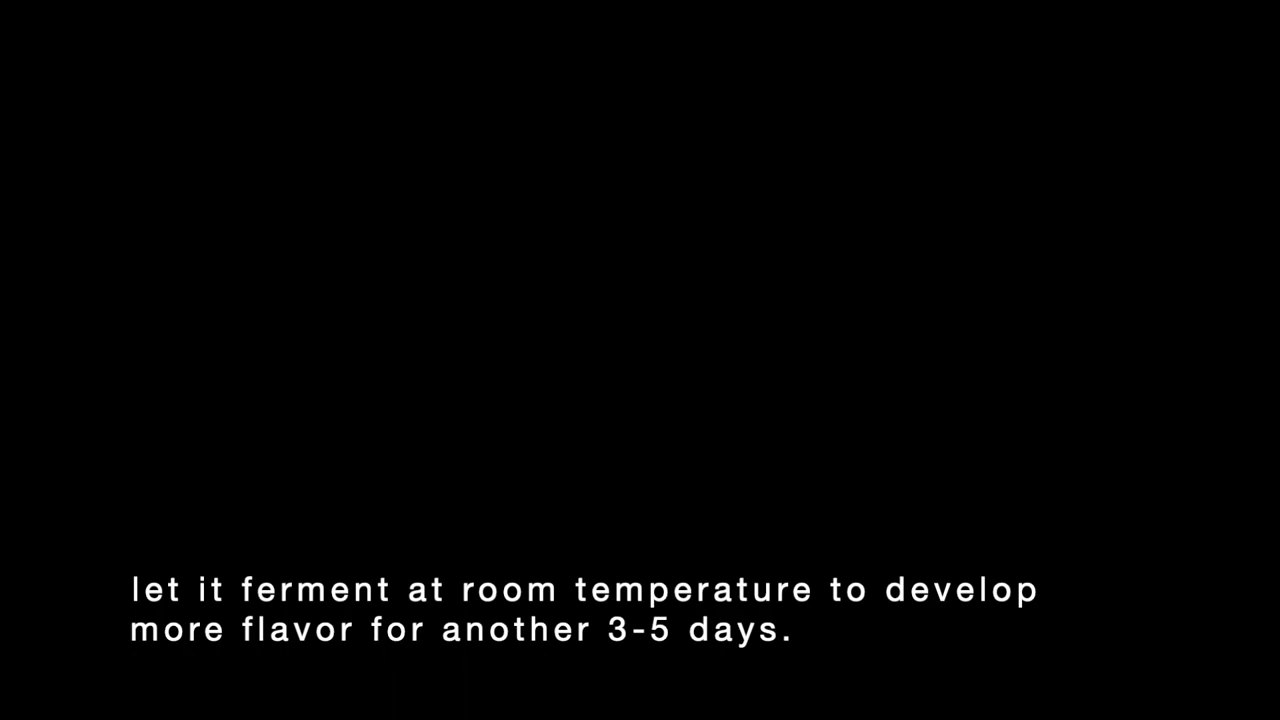 let it ferment at room temperature to develop
more flavor for another 3-5 days.